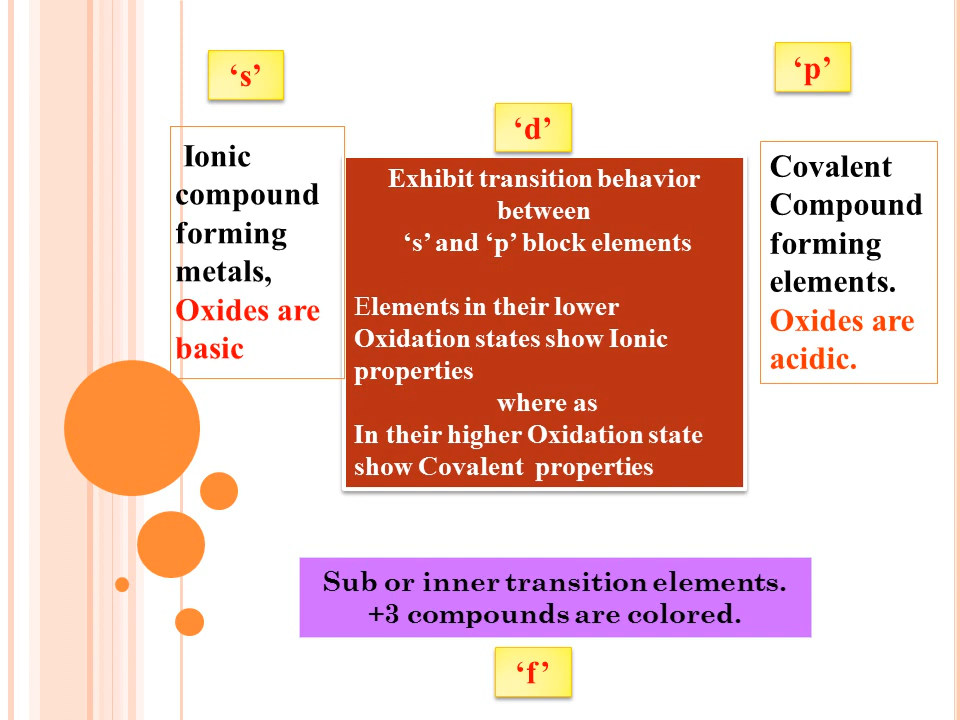 ‘s’
‘p’
‘d’
Ionic
compound
forming
metals,
Oxides are
basic
Exhibit transition behavior
between
‘s’ and ‘p’ block elements
Elements in their lower
Oxidation states show Ionic
properties
where as
In their higher Oxidation state
show Covalent properties
Covalent
Compound
forming
elements.
Oxides are
acidic.
Sub or inner transition elements.
+3 compounds are colored.
‘f’